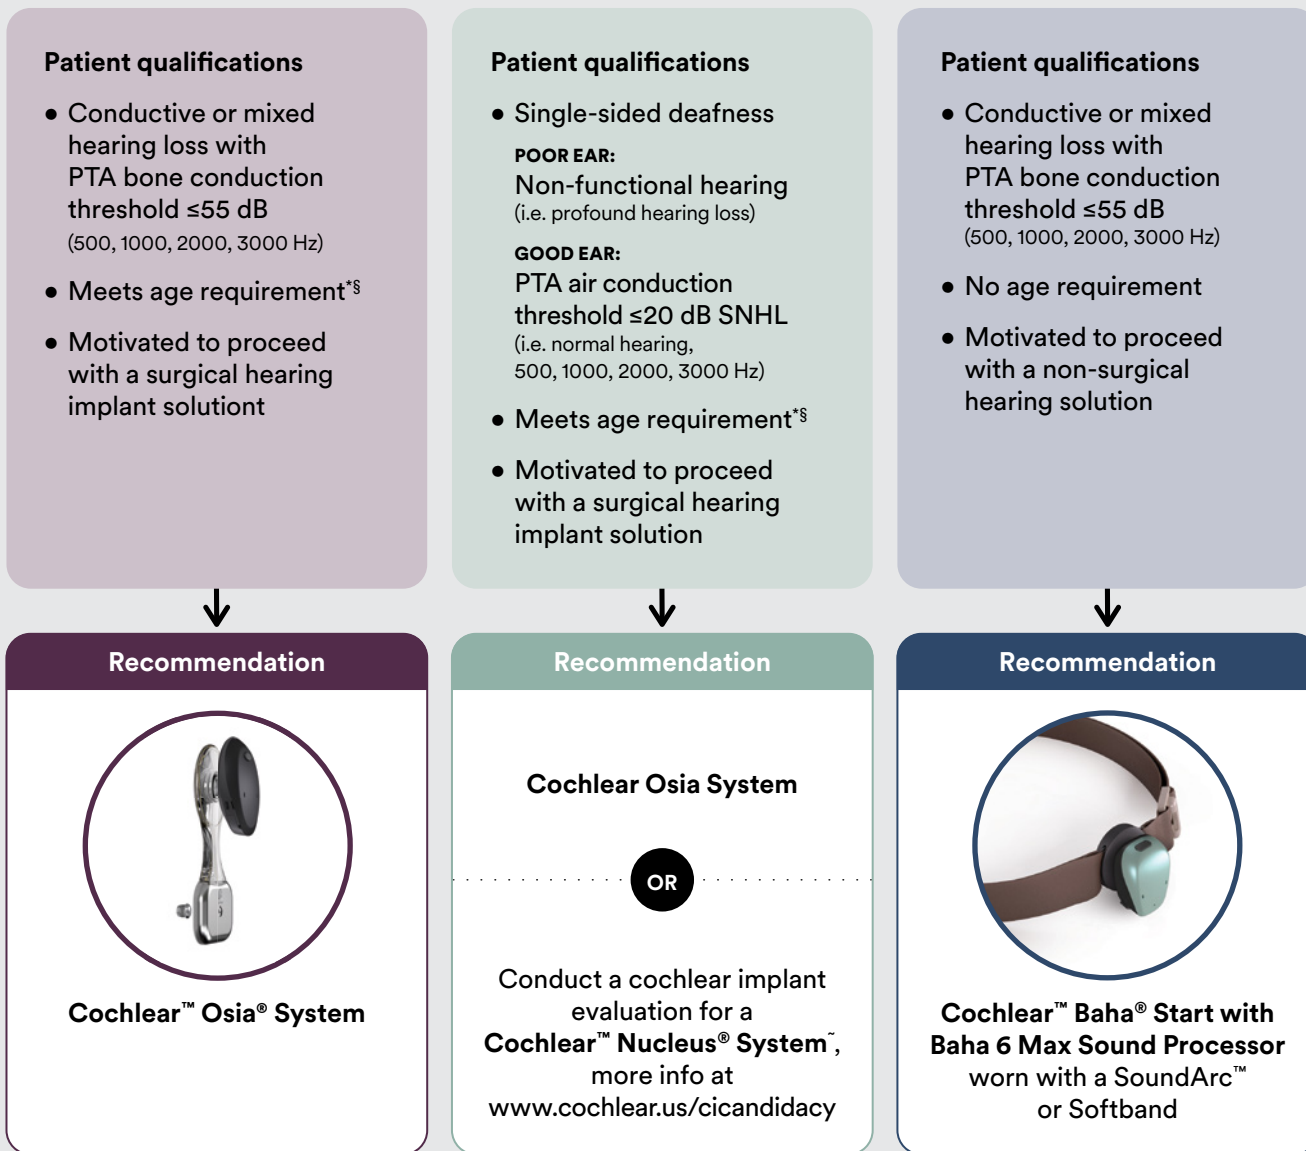 Patient qualifications
• Conductive or mixed
hearing loss with
PTA bone conduction
threshold ≤55 dB
(500, 1000, 2000, 3000 Hz)
• Meets age requirement*§
• Motivated to proceed
with a surgical hearing
implant solutiont
Recommendation
Cochlear™ Osia® System
Patient qualifications
• Single-sided deafness
POOR EAR:
Non-functional hearing
(i.e. profound hearing loss)
GOOD EAR:
PTA air conduction
threshold ≤20 dB SNHL
(i.e. normal hearing,
500, 1000, 2000, 3000 Hz)
• Meets age requirement*§
• Motivated to proceed
with a surgical hearing
implant solution
Recommendation
Cochlear Osia System
OR
Conduct a cochlear implant
evaluation for a
Cochlear™ Nucleus® System~,
more info at
www.cochlear.us/cicandidacy
Patient qualifications
• Conductive or mixed
hearing loss with
PTA bone conduction
threshold ≤55 dB
(500, 1000, 2000, 3000 Hz)
• No age requirement
• Motivated to proceed
with a non-surgical
hearing solution
Recommendation
Cochlear™ Baha® Start with
Baha 6 Max Sound Processor
worn with a SoundArc™
or Softband